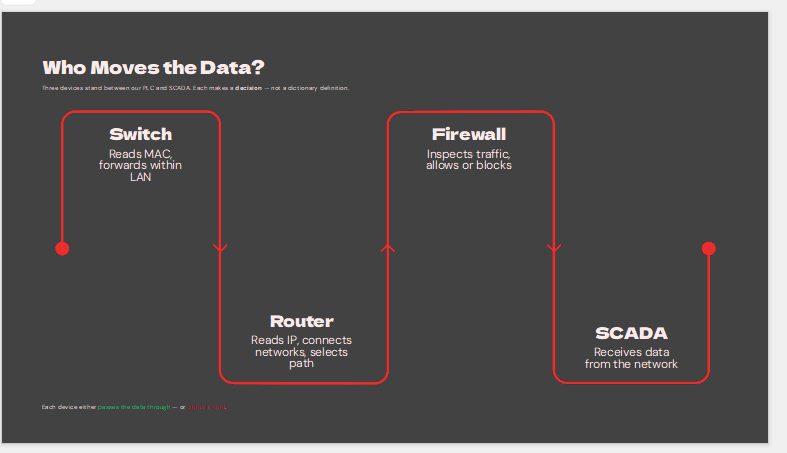 Who Moves the Data?
Three devices stand between our PLC and SCADA. Each makes a decision — not a dictionary definition.
Switch
Reads MAC,
forwards within
LAN
Router
Reads IP, connects
networks, selects
path
Firewall
Inspects traffic,
allows or blocks
SCADA
Receives data
from the network
Each device either passes the data through — or